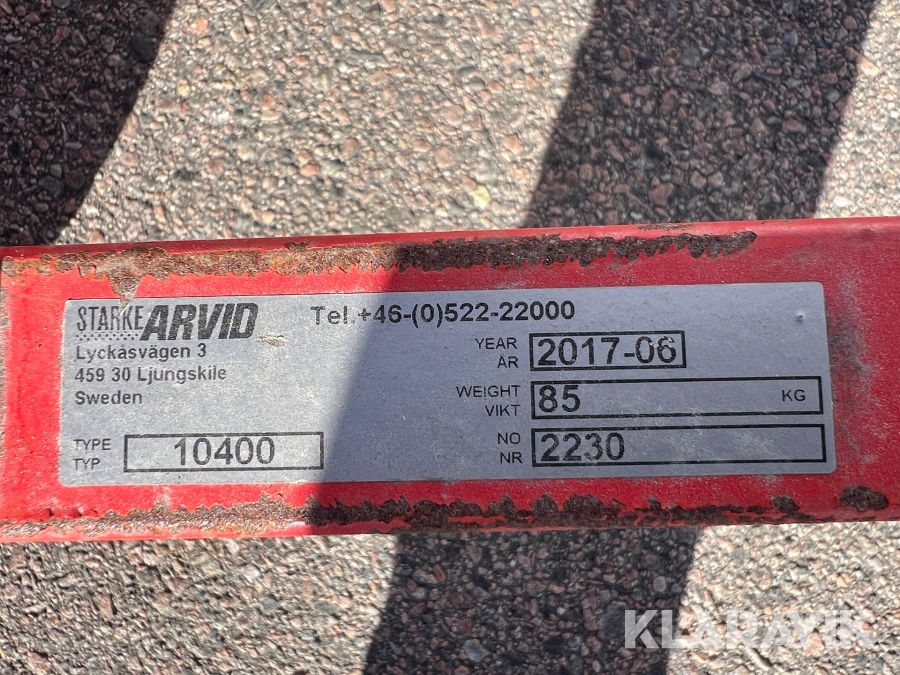 STARKE ARVID
Lyckåsvägen 3
459 30 Ljungskile
Sweden
TYPE
TYP
10400
Tel.+46-(0)522-22000
YEAR
ÅR
2017-06
WEIGHT
VIKT
85
KG
NO
NR
2230
KLARAVIK